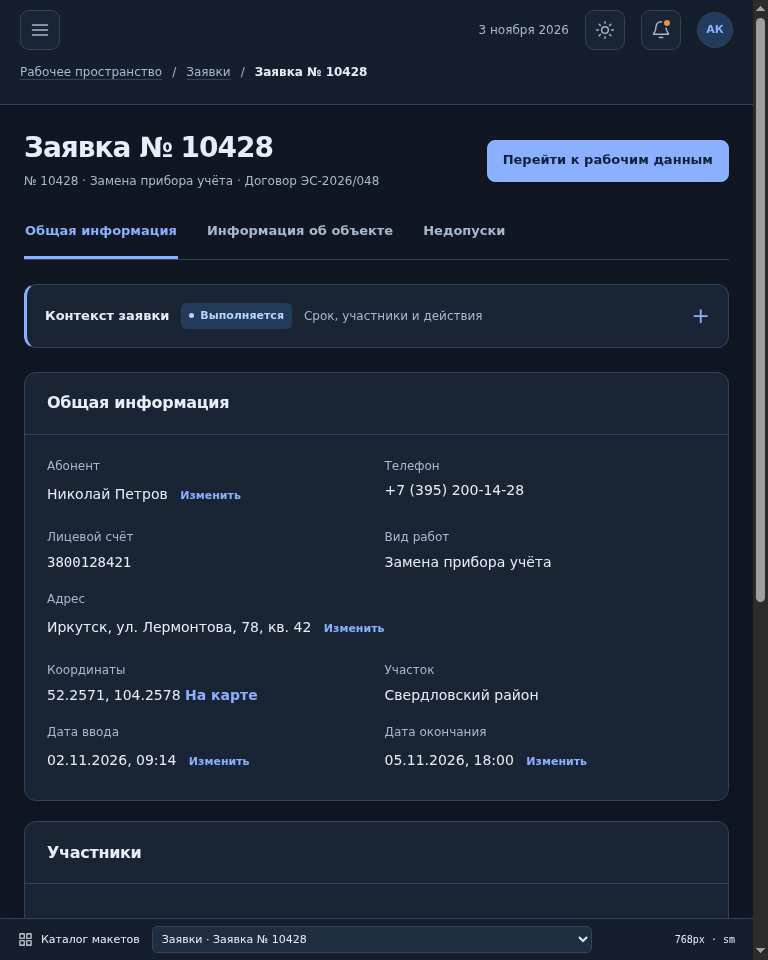 3 ноября 2026 АК
Рабочее пространство / Заявки / Заявка № 10428
Заявка № 10428
№ 10428 · Замена прибора учёта · Договор ЭС-2026/048
Перейти к рабочим данным
Общая информация Информация об объекте Недопуски
Контекст заявки Выполняется Срок, участники и действия
Общая информация
Абонент
Николай Петров Изменить
Телефон
+7 (395) 200-14-28
Лицевой счёт
3800128421
Вид работ
Замена прибора учёта
Адрес
Иркутск, ул. Лермонтова, 78, кв. 42 Изменить
Координаты
52.2571, 104.2578 На карте
Участок
Свердловский район
Дата ввода
02.11.2026, 09:14 Изменить
Дата окончания
05.11.2026, 18:00 Изменить
Участники
Каталог макетов Заявки · Заявка № 10428 768px · sm